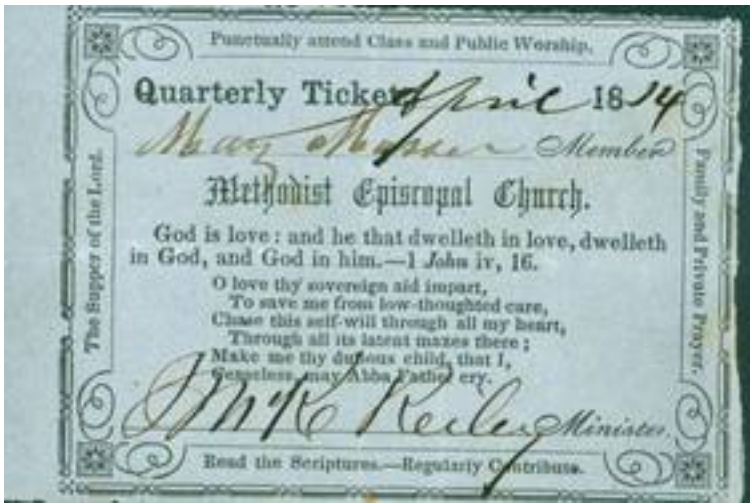 Punctually attend Class and Public Worship.
Quarterly Ticket April 18
Mary Member
Methodist Episcopal Church.
God is love: and he that dwelleth in love, dwelleth
in God, and God in him.—1 John iv, 16.
O love thy sovereign aid impart,
To save me from low-thoughted care,
Chase this self-will through all my heart,
Through all its latent mazes there;
Make me thy duteous child, that I,
Ceaseless, may Abba Father cry.
Minister.
Read the Scriptures.—Regularly Contribute.
The Supper of the Lord.
Family and Private Prayer.